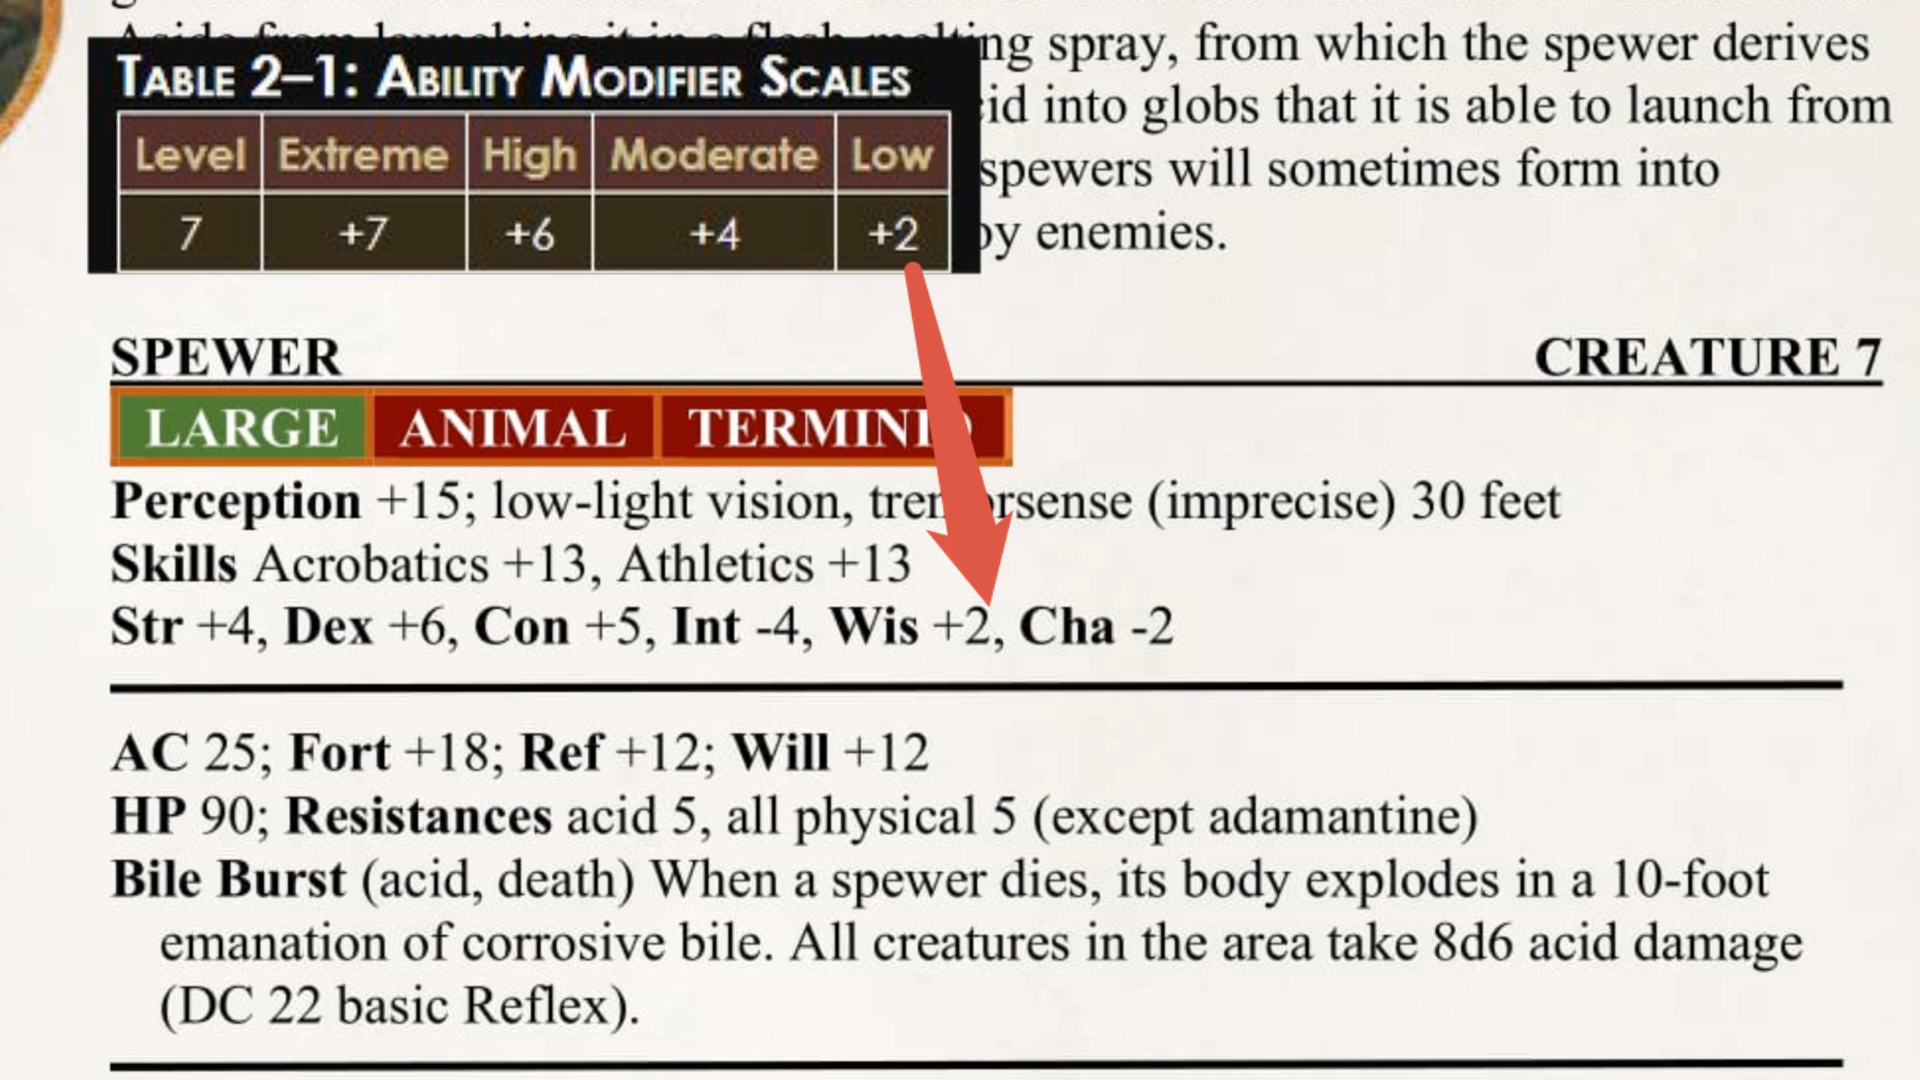 ng spray, from which the spewer derives
TABLE 2–1: ABILITY MODIFIER SCALES
id into globs that it is able to launch from
Level Extreme High Moderate Low
spewers will sometimes form into
7 +7 +6 +4 +2
by enemies.
SPEWER CREATURE 7
LARGE ANIMAL TERMINID
Perception +15; low-light vision, tremorsense (imprecise) 30 feet
Skills Acrobatics +13, Athletics +13
Str +4, Dex +6, Con +5, Int -4, Wis +2, Cha -2
AC 25; Fort +18; Ref +12; Will +12
HP 90; Resistances acid 5, all physical 5 (except adamantine)
Bile Burst (acid, death) When a spewer dies, its body explodes in a 10-foot
emanation of corrosive bile. All creatures in the area take 8d6 acid damage
(DC 22 basic Reflex).